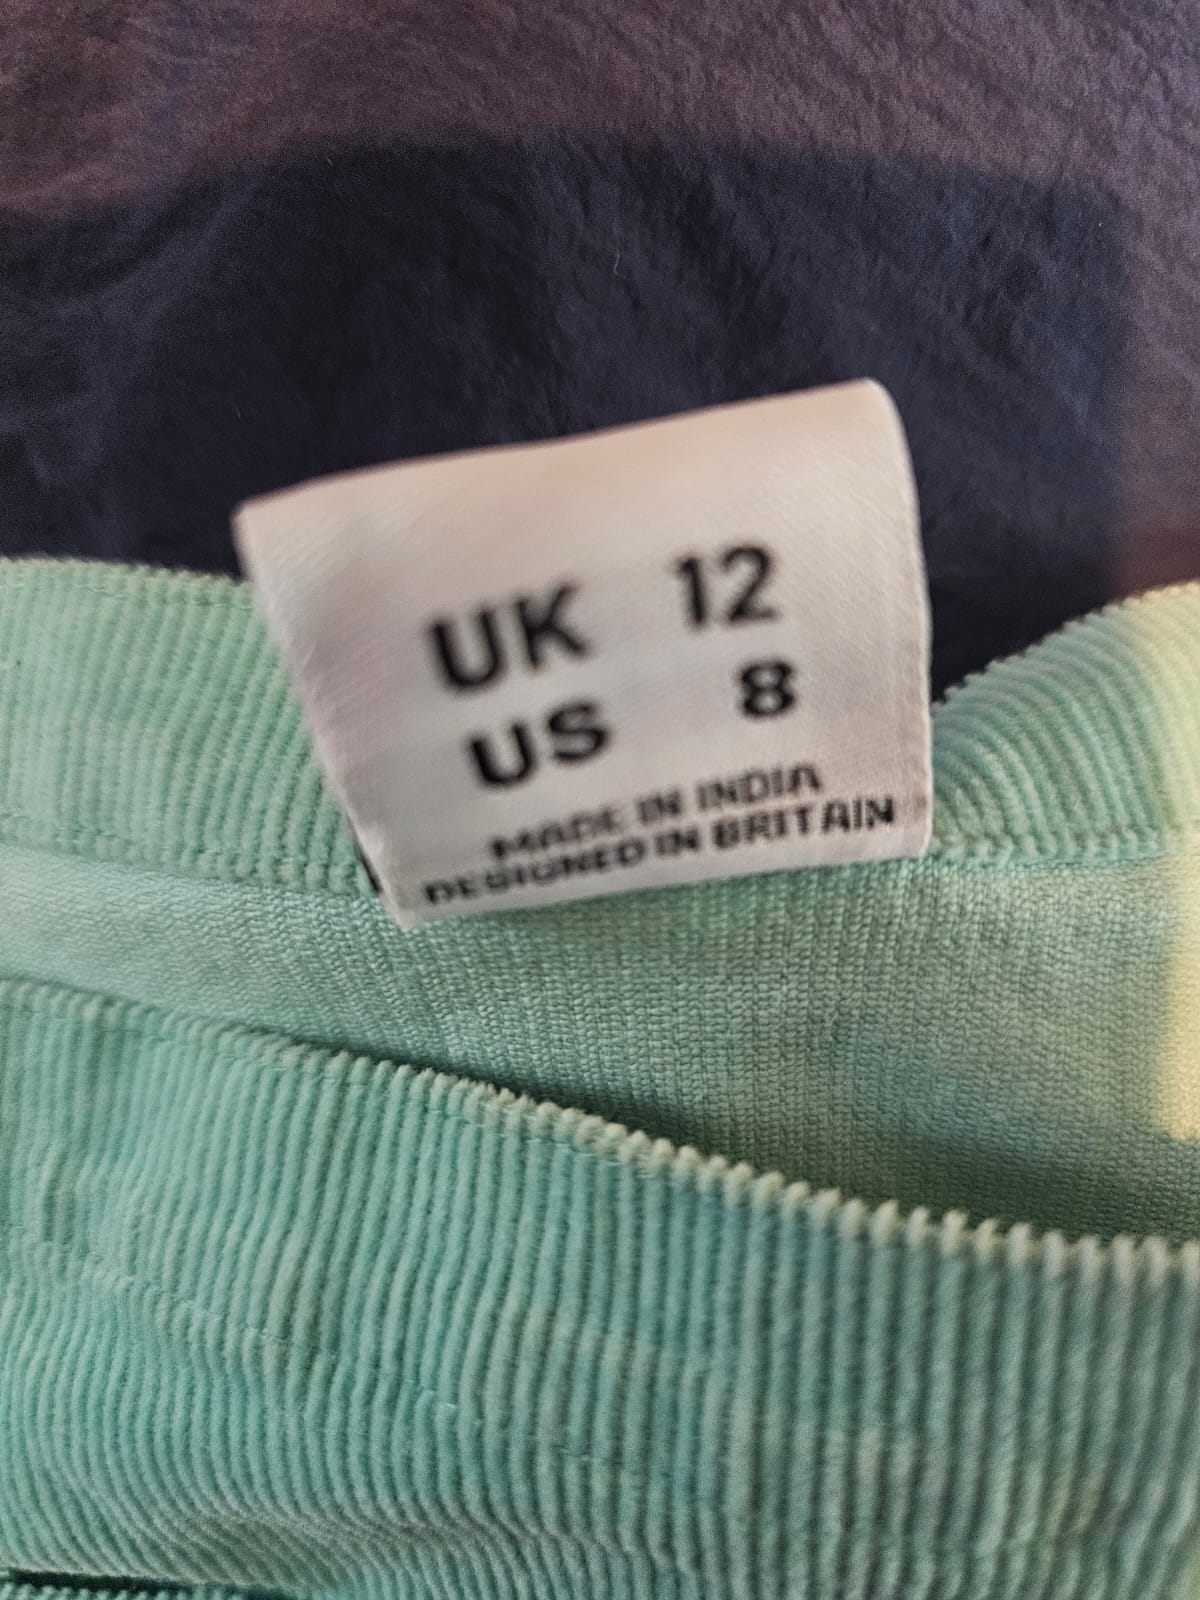 UK 12
US 8
MADE IN INDIA
DESIGNED IN BRITAIN